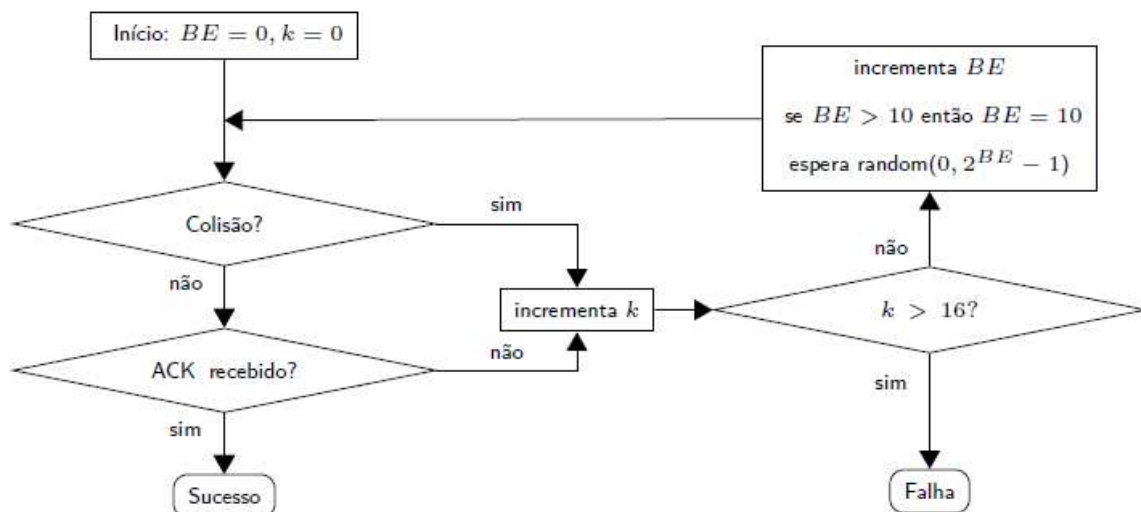 Início: BE = 0, k = 0
incrementa BE
se BE > 10 então BE = 10
espera random(0, 2^{BE} − 1)
Colisão?
sim
não
incrementa k
não
k > 16?
ACK recebido?
não
sim
sim
Sucesso
Falha